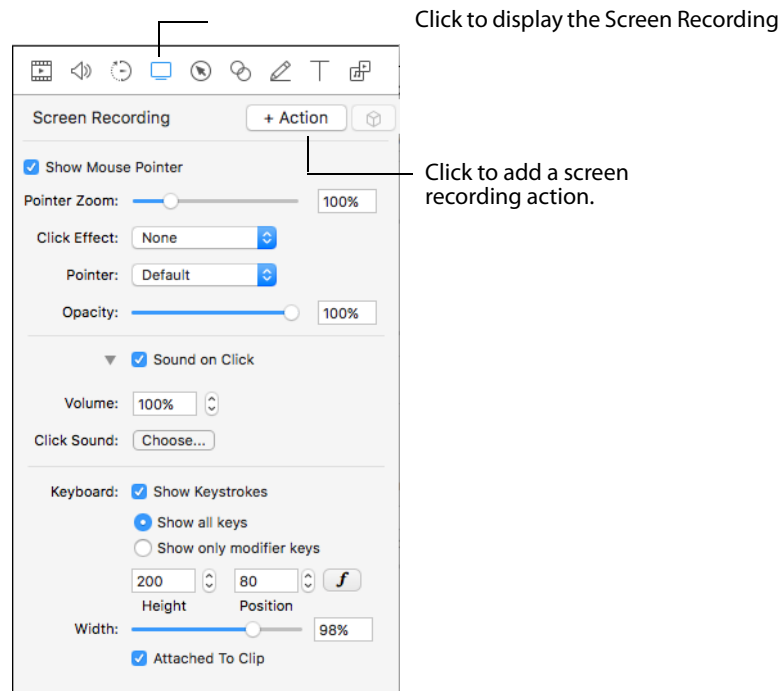 Click to display the Screen Recording
Screen Recording
+ Action
Show Mouse Pointer
Click to add a screen
recording action.
Pointer Zoom:
100%
Click Effect:
None
Pointer:
Default
Opacity:
100%
Sound on Click
Volume:
100%
Click Sound:
Choose...
Keyboard:
Show Keystrokes
Show all keys
Show only modifier keys
200
80
f
Height
Position
Width:
98%
Attached To Clip